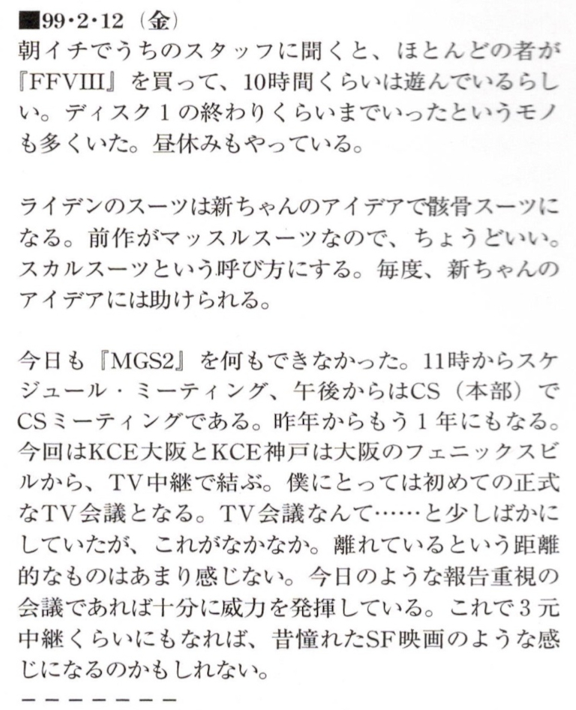 ■99・2・12（金）
朝イチでうちのスタッフに聞くと、ほとんどの者が
『FFVIII』を買って、10時間くらいは遊んでいるらし
い。ディスク1の終わりくらいまでいったというモノ
も多くいた。昼休みもやっている。
ライデンのスーツは新ちゃんのアイデアで骸骨スーツに
なる。前作がマッスルスーツなので、ちょうどいい。
スカルスーツという呼び方にする。毎度、新ちゃんの
アイデアには助けられる。
今日も『MGS2』を何もできなかった。11時からスケ
ジュール・ミーティング、午後からはCS（本部）で
CSミーティングである。昨年からもう1年にもなる。
今回はKCE大阪とKCE神戸は大阪のフェニックスビ
ルから、TV中継で結ぶ。僕にとっては初めての正式
なTV会議となる。TV会議なんて……と少しばかに
していたが、これがなかなか。離れているという距離
的なものはあまり感じない。今日のような報告重視の
会議であれば十分に威力を発揮している。これで3元
中継くらいにもなれば、昔憧れたSF映画のような感
じになるのかもしれない。
－－－－－－－